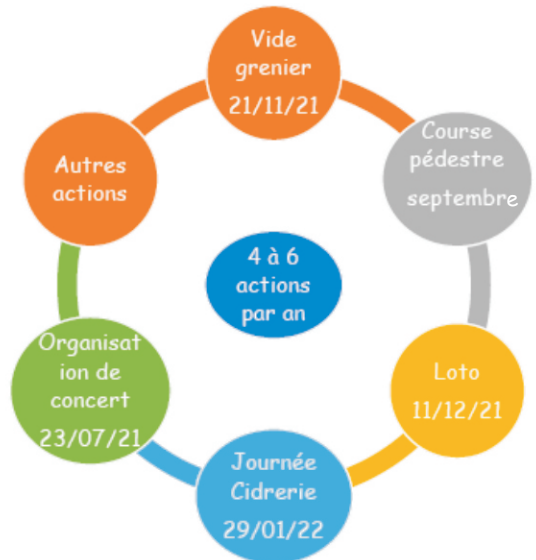 Vide
grenier
21/11/21
Course
pédestre
septembre
Autres
actions
4 à 6
actions
par an
Organisat
ion de
concert
23/07/21
Loto
11/12/21
Journée
Cidrerie
29/01/22